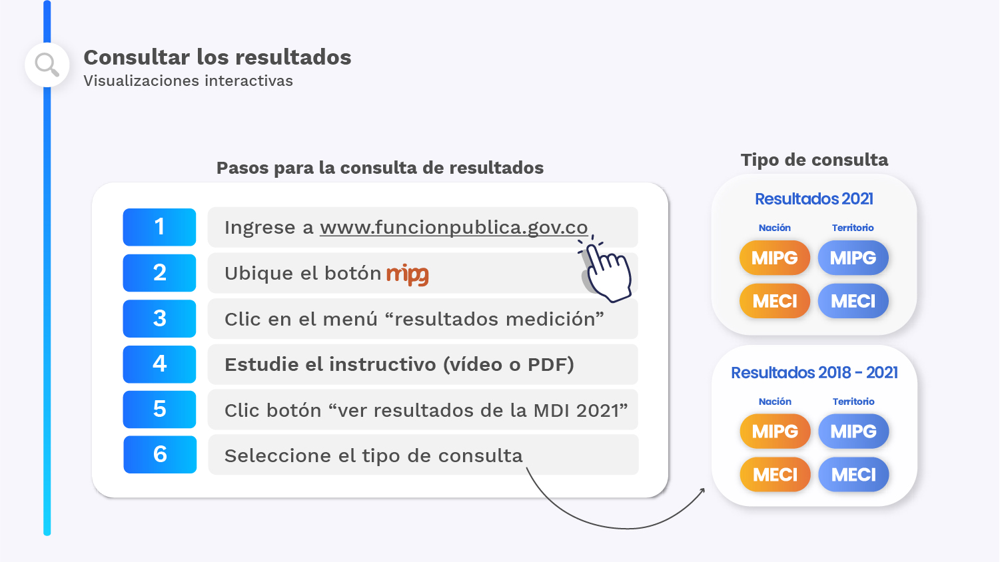 Consultar los resultados
Visualizaciones interactivas
Pasos para la consulta de resultados
1 Ingrese a www.funcionpublica.gov.co
2 Ubique el botón mipg
3 Clic en el menú “resultados medición”
4 Estudie el instructivo (vídeo o PDF)
5 Clic botón “ver resultados de la MDI 2021”
6 Seleccione el tipo de consulta
Tipo de consulta
Resultados 2021
Nación Territorio
MIPG MIPG
MECI MECI
Resultados 2018 - 2021
Nación Territorio
MIPG MIPG
MECI MECI